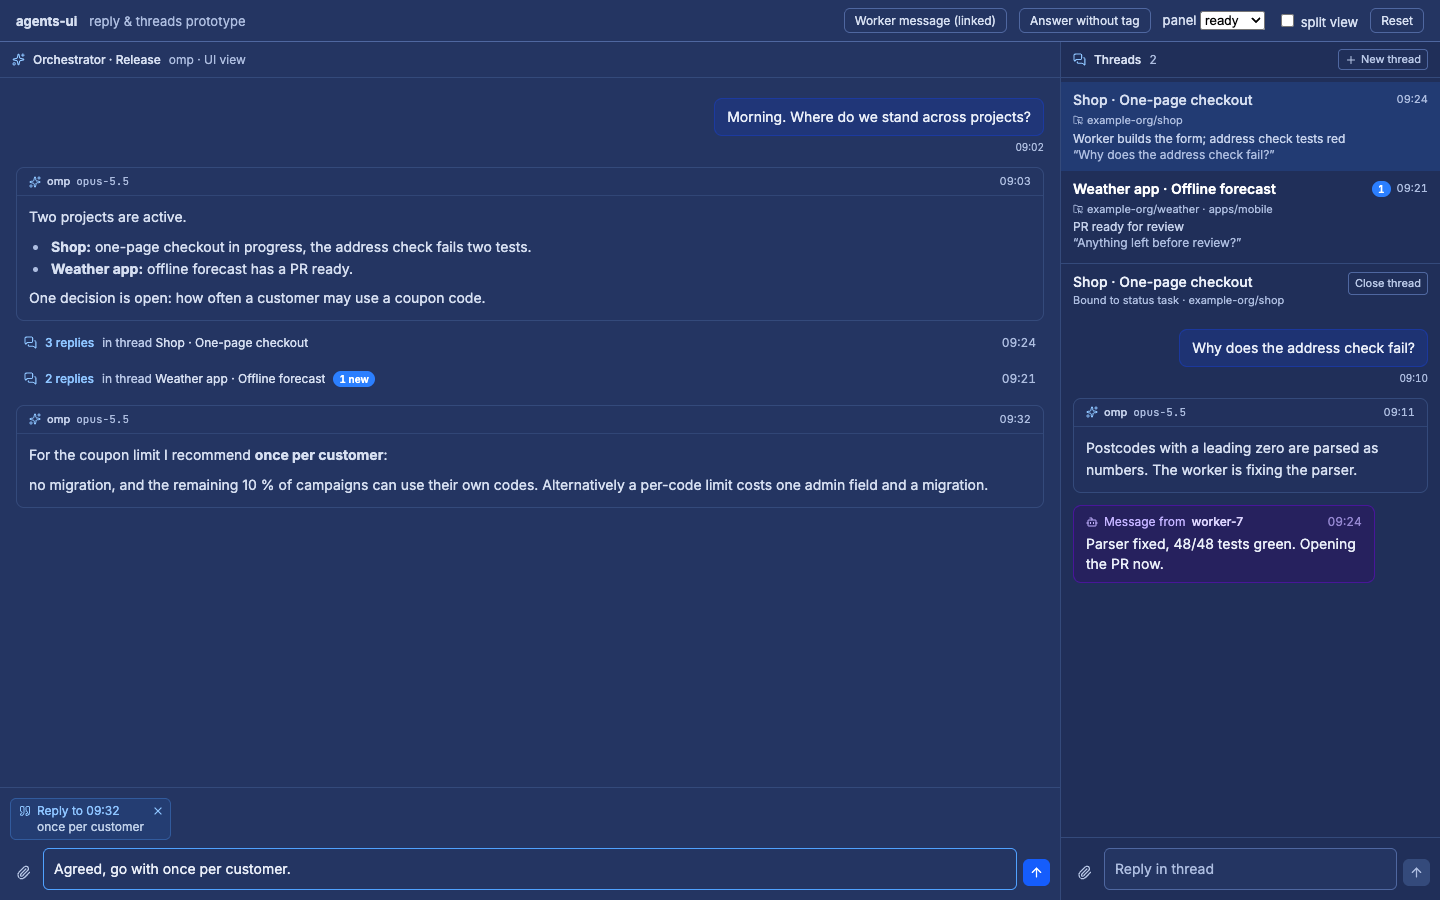 agents-ui reply & threads prototype
Worker message (linked) Answer without tag panel ready split view Reset
Orchestrator · Release omp · UI view
Morning. Where do we stand across projects?
09:02
omp opus-5.5 09:03
Two projects are active.
• Shop: one-page checkout in progress, the address check fails two tests.
• Weather app: offline forecast has a PR ready.
One decision is open: how often a customer may use a coupon code.
3 replies in thread Shop · One-page checkout 09:24
2 replies in thread Weather app · Offline forecast 1 new 09:21
omp opus-5.5 09:32
For the coupon limit I recommend once per customer:
no migration, and the remaining 10 % of campaigns can use their own codes. Alternatively a per-code limit costs one admin field and a migration.
Reply to 09:32
once per customer
Agreed, go with once per customer.
Threads 2 New thread
Shop · One-page checkout 09:24
example-org/shop
Worker builds the form; address check tests red
“Why does the address check fail?”
Weather app · Offline forecast 1 09:21
example-org/weather · apps/mobile
PR ready for review
“Anything left before review?”
Shop · One-page checkout Close thread
Bound to status task · example-org/shop
Why does the address check fail?
09:10
omp opus-5.5 09:11
Postcodes with a leading zero are parsed as
numbers. The worker is fixing the parser.
Message from worker-7 09:24
Parser fixed, 48/48 tests green. Opening
the PR now.
Reply in thread